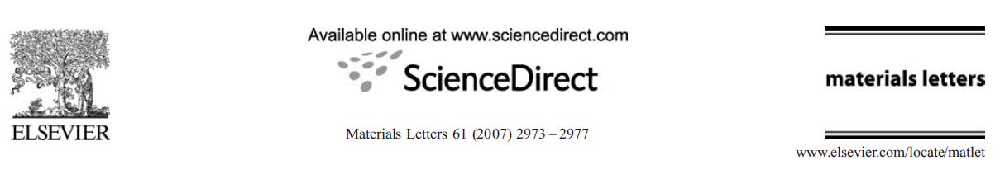 Available online at www.sciencedirect.com
ScienceDirect
materials letters
ELSEVIER
Materials Letters 61 (2007) 2973–2977
www.elsevier.com/locate/matlet